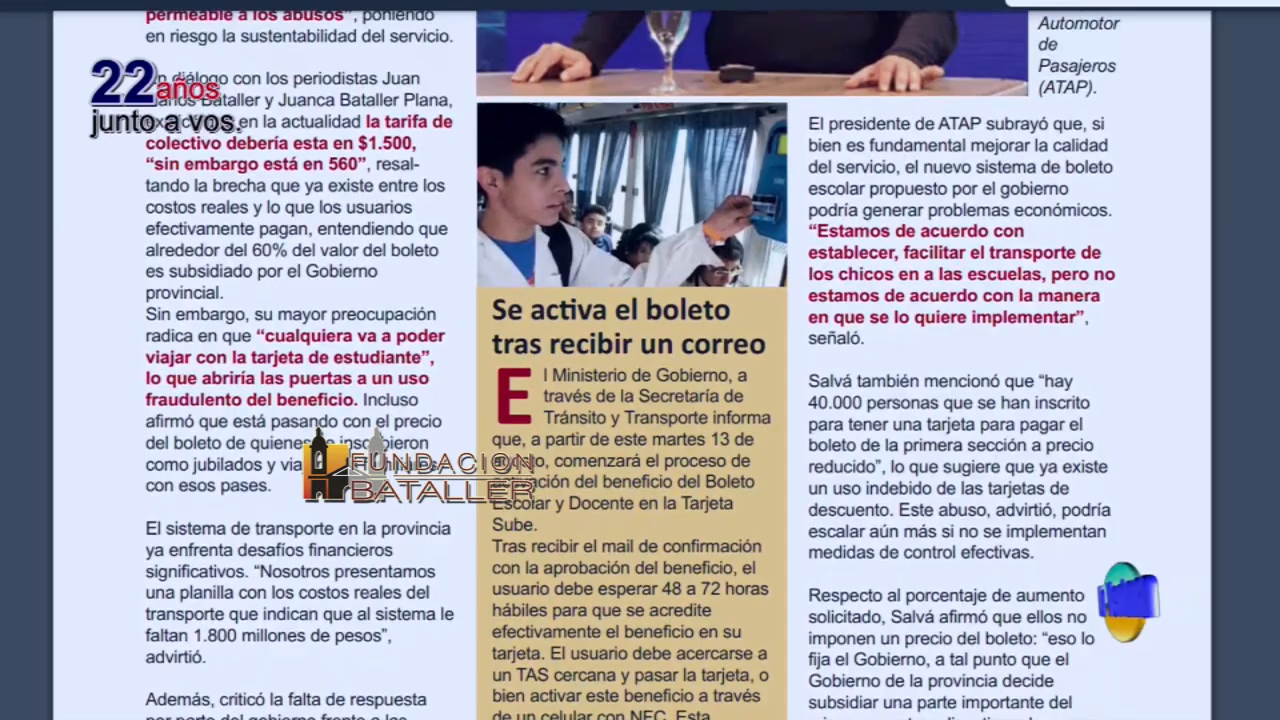 permeable a los abusos”, poniendo
en riesgo la sustentabilidad del servicio.
22años
junto a vos.
diálogo con los periodistas Juan
Bataller y Juanca Bataller Plana,
en la actualidad la tarifa de
colectivo debería esta en $1.500,
“sin embargo está en 560”, resal-
tando la brecha que ya existe entre los
costos reales y lo que los usuarios
efectivamente pagan, entendiendo que
alrededor del 60% del valor del boleto
es subsidiado por el Gobierno
provincial.
Sin embargo, su mayor preocupación
radica en que “cualquiera va a poder
viajar con la tarjeta de estudiante”,
lo que abriría las puertas a un uso
fraudulento del beneficio. Incluso
afirmó que está pasando con el precio
del boleto de quienes
como jubilados y
con esos pases.
El sistema de transporte en la provincia
ya enfrenta desafíos financieros
significativos. “Nosotros presentamos
una planilla con los costos reales del
transporte que indican que al sistema le
faltan 1.800 millones de pesos”,
advirtió.
Además, criticó la falta de respuesta
por parte del gobierno frente a las
FUNDACION
BATALLER
Se activa el boleto
tras recibir un correo
El Ministerio de Gobierno, a
través de la Secretaría de
Tránsito y Transporte informa
que, a partir de este martes 13 de
comenzará el proceso de
del beneficio del Boleto
Escolar y Docente en la Tarjeta
Sube.
Tras recibir el mail de confirmación
con la aprobación del beneficio, el
usuario debe esperar 48 a 72 horas
hábiles para que se acredite
efectivamente el beneficio en su
tarjeta. El usuario debe acercarse a
un TAS cercana y pasar la tarjeta, o
bien activar este beneficio a través
de un celular con NFC. Esta
Automotor
de
Pasajeros
(ATAP).
El presidente de ATAP subrayó que, si
bien es fundamental mejorar la calidad
del servicio, el nuevo sistema de boleto
escolar propuesto por el gobierno
podría generar problemas económicos.
“Estamos de acuerdo con
establecer, facilitar el transporte de
los chicos en a las escuelas, pero no
estamos de acuerdo con la manera
en que se lo quiere implementar”,
señaló.
Salvá también mencionó que “hay
40.000 personas que se han inscrito
para tener una tarjeta para pagar el
boleto de la primera sección a precio
reducido”, lo que sugiere que ya existe
un uso indebido de las tarjetas de
descuento. Este abuso, advirtió, podría
escalar aún más si no se implementan
medidas de control efectivas.
Respecto al porcentaje de aumento
solicitado, Salvá afirmó que ellos no
imponen un precio del boleto: “eso lo
fija el Gobierno, a tal punto que el
Gobierno de la provincia decide
subsidiar una parte importante del